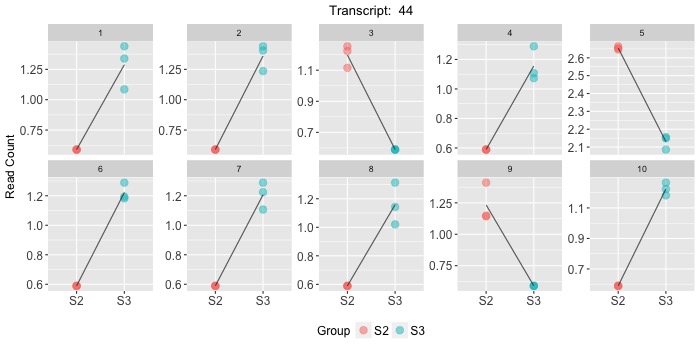 Transcript: 44
Read Count
1 2 3 4 5
1.25 1.25 1.1 1.2 2.6
1.00 1.00 0.7 1.0 2.5
0.75 0.75 0.8 2.4
0.6 2.3
2.2
2.1
6 7 8 9 10
1.2 1.2 1.2 1.25 1.1
1.0 1.0 1.0 1.00 0.7
0.8 0.8 0.8 0.75
0.6 0.6 0.6
S2 S3 S2 S3 S2 S3 S2 S3 S2 S3
Group S2 S3